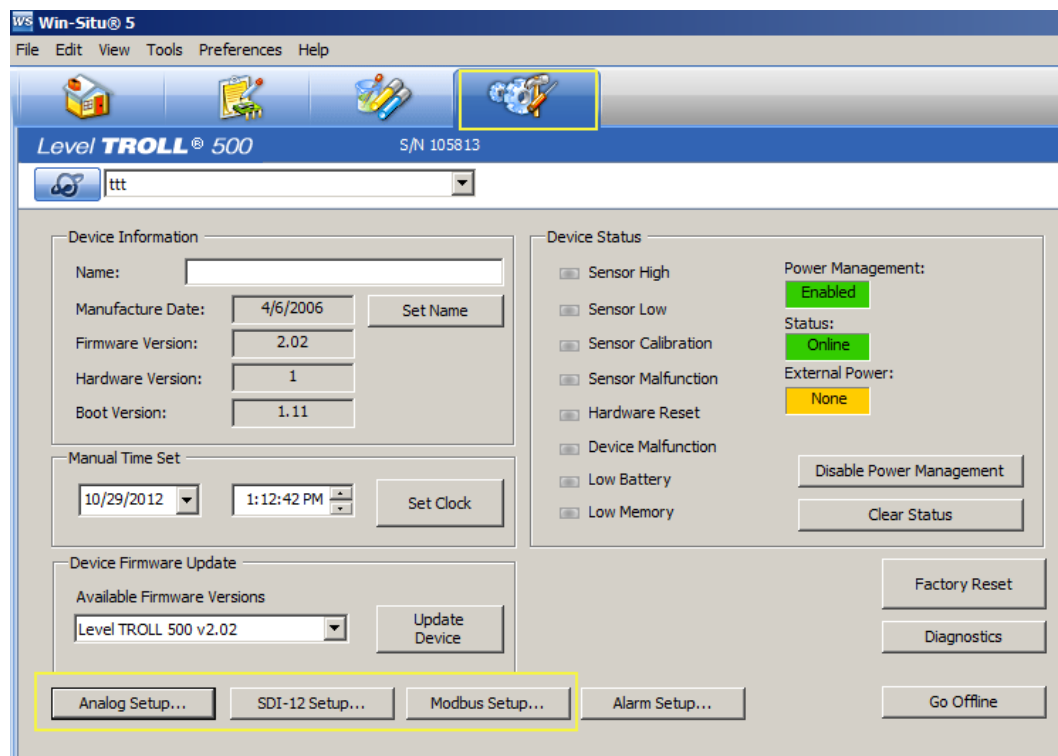 WS Win-Situ® 5
File Edit View Tools Preferences Help
Level TROLL® 500 S/N 105813
ttt
Device Information
Name:
Manufacture Date: 4/6/2006 Set Name
Firmware Version: 2.02
Hardware Version: 1
Boot Version: 1.11
Manual Time Set
10/29/2012 1:12:42 PM Set Clock
Device Firmware Update
Available Firmware Versions
Level TROLL 500 v2.02 Update Device
Device Status
Sensor High
Sensor Low
Sensor Calibration
Sensor Malfunction
Hardware Reset
Device Malfunction
Low Battery
Low Memory
Power Management:
Enabled
Status:
Online
External Power:
None
Disable Power Management
Clear Status
Factory Reset
Diagnostics
Analog Setup... SDI-12 Setup... Modbus Setup... Alarm Setup... Go Offline